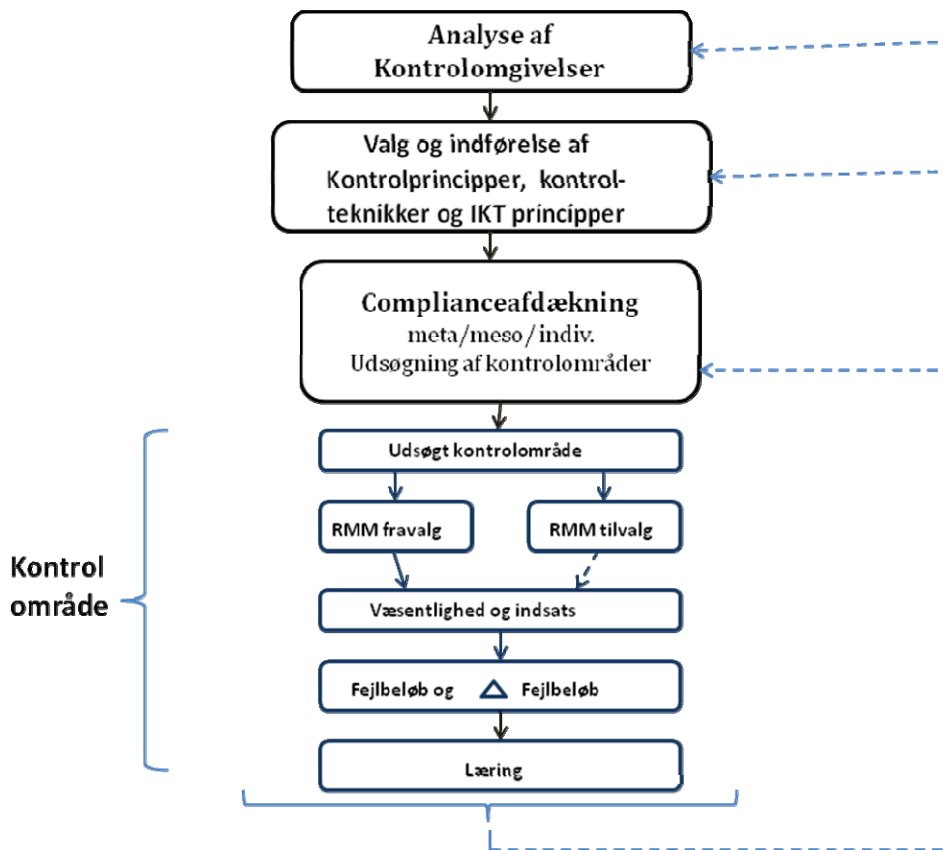 Analyse af
Kontrolomgivelser
Valg og indførelse af
Kontrolprincipper, kontrol-
teknikker og IKT principper
Complianceafdækning
meta/meso/indiv.
Udsøgning af kontrolområder
Udsøgt kontrolområde
RMM fravalg
RMM tilvalg
Kontrol
område
Væsentlighed og indsats
Fejlbeløb og △ Fejlbeløb
Læring